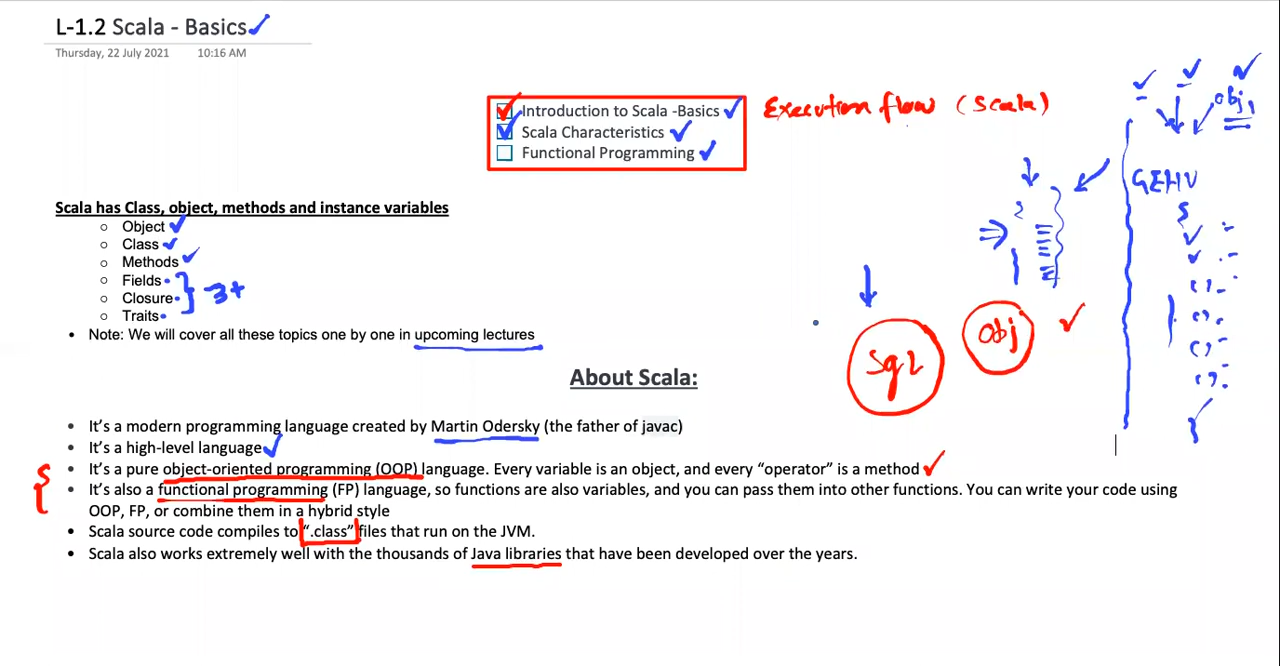 L-1.2 Scala - Basics
Thursday, 22 July 2021 10:16 AM
Introduction to Scala -Basics
Scala Characteristics
Functional Programming
Execution flow (Scala)
obj
Scala has Class, object, methods and instance variables
Object
Class
Methods
Fields
Closure
Traits
3+
Note: We will cover all these topics one by one in upcoming lectures
Obj
About Scala:
It's a modern programming language created by Martin Odersky (the father of javac)
It's a high-level language
It's a pure object-oriented programming (OOP) language. Every variable is an object, and every "operator" is a method
It's also a functional programming (FP) language, so functions are also variables, and you can pass them into other functions. You can write your code using
OOP, FP, or combine them in a hybrid style
Scala source code compiles to ".class" files that run on the JVM.
Scala also works extremely well with the thousands of Java libraries that have been developed over the years.